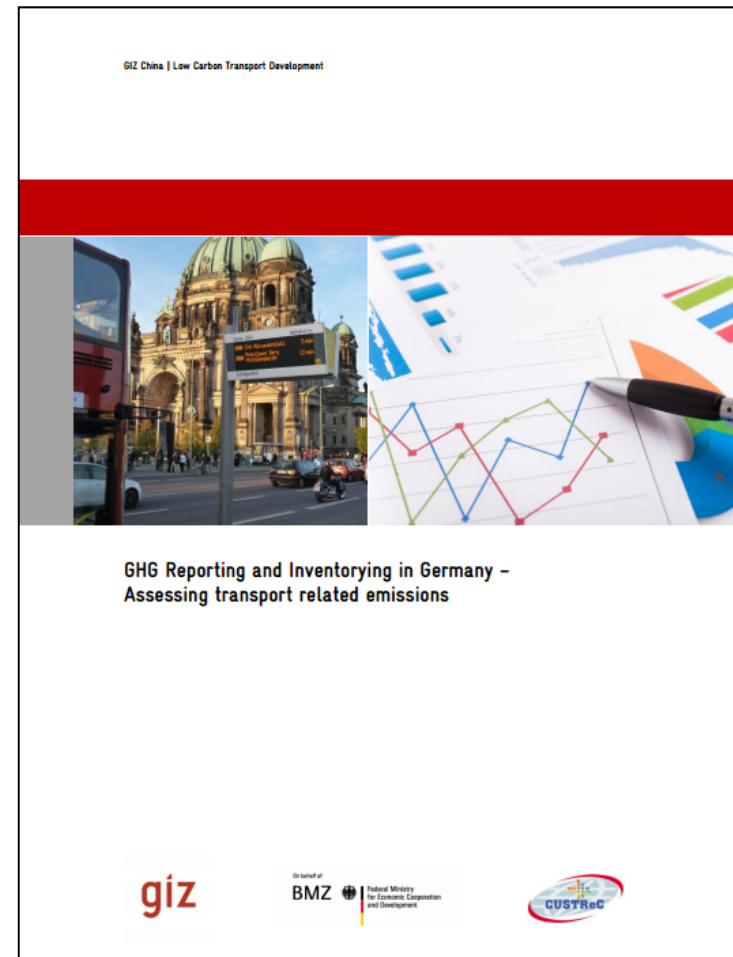 GIZ China | Low Carbon Transport Development
GHG Reporting and Inventorying in Germany –
Assessing transport related emissions
giz
On behalf of
BMZ
Federal Ministry
for Economic Cooperation
and Development
CUSTReC